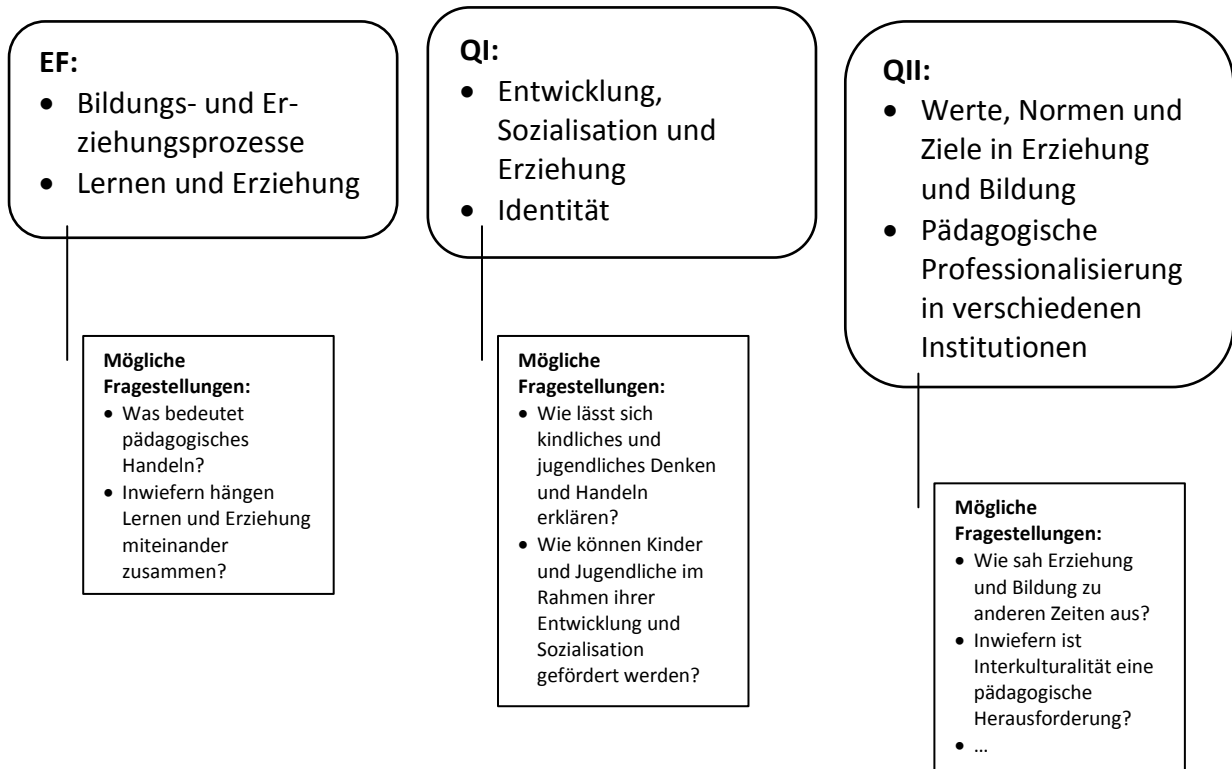 EF:
• Bildungs- und Er-
ziehungsprozesse
• Lernen und Erziehung
Mögliche
Fragestellungen:
• Was bedeutet
pädagogisches
Handeln?
• Inwiefern hängen
Lernen und Erziehung
miteinander
zusammen?
QI:
• Entwicklung,
Sozialisation und
Erziehung
• Identität
Mögliche
Fragestellungen:
• Wie lässt sich
kindliches und
jugendliches Denken
und Handeln
erklären?
• Wie können Kinder
und Jugendliche im
Rahmen ihrer
Entwicklung und
Sozialisation
gefördert werden?
QII:
• Werte, Normen und
Ziele in Erziehung
und Bildung
• Pädagogische
Professionalisierung
in verschiedenen
Institutionen
Mögliche
Fragestellungen:
• Wie sah Erziehung
und Bildung zu
anderen Zeiten aus?
• Inwiefern ist
Interkulturalität eine
pädagogische
Herausforderung?
• ...